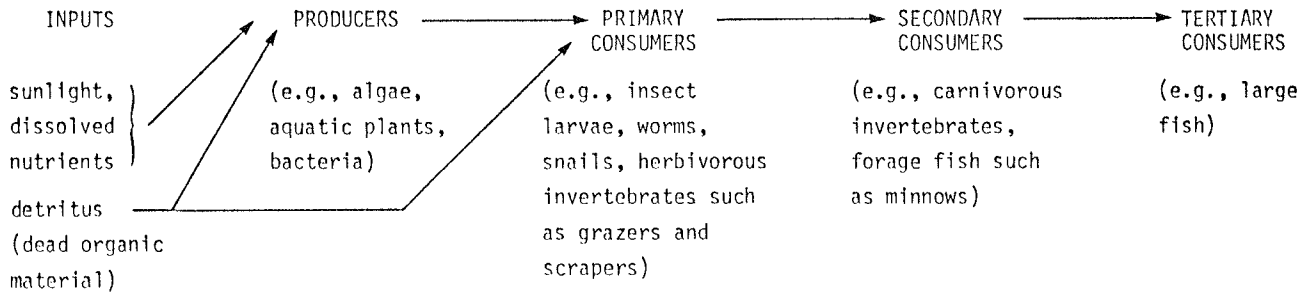 INPUTS
sunlight,
dissolved
nutrients
detritus
(dead organic
material)
PRODUCERS
(e.g., algae,
aquatic plants,
bacteria)
PRIMARY
CONSUMERS
(e.g., insect
larvae, worms,
snails, herbivorous
invertebrates such
as grazers and
scrapers)
SECONDARY
CONSUMERS
(e.g., carnivorous
invertebrates,
forage fish such
as minnows)
TERTIARY
CONSUMERS
(e.g., large
fish)